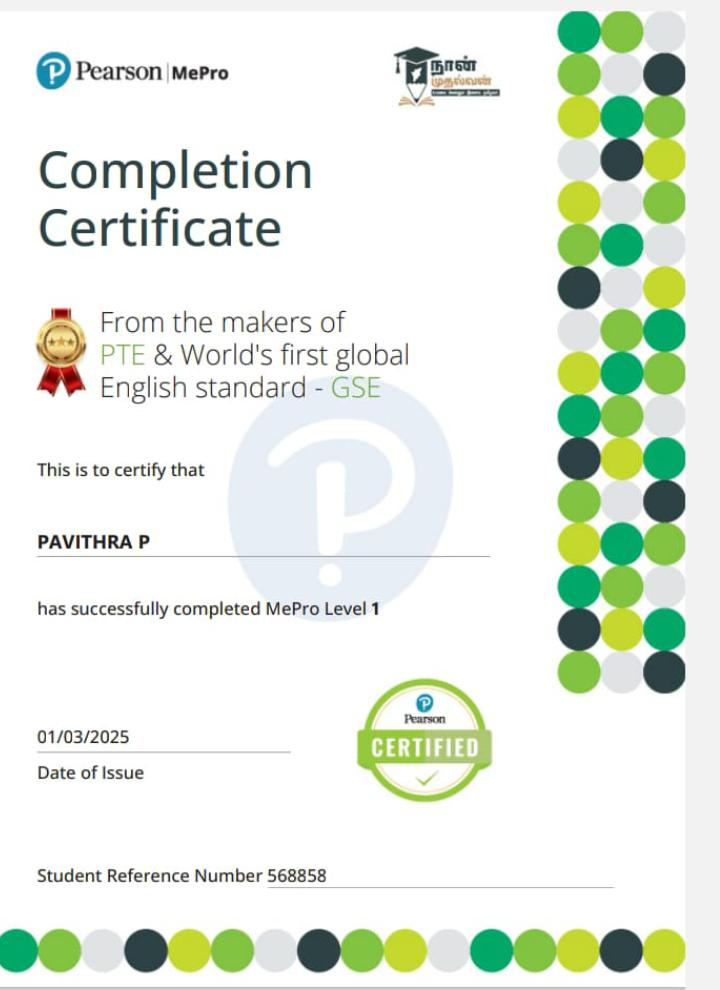 Pearson | MePro
நான்
முதல்வன்
Completion
Certificate
From the makers of
PTE & World's first global
English standard - GSE
This is to certify that
PAVITHRA P
has successfully completed MePro Level 1
Pearson
CERTIFIED
01/03/2025
Date of Issue
Student Reference Number 568858